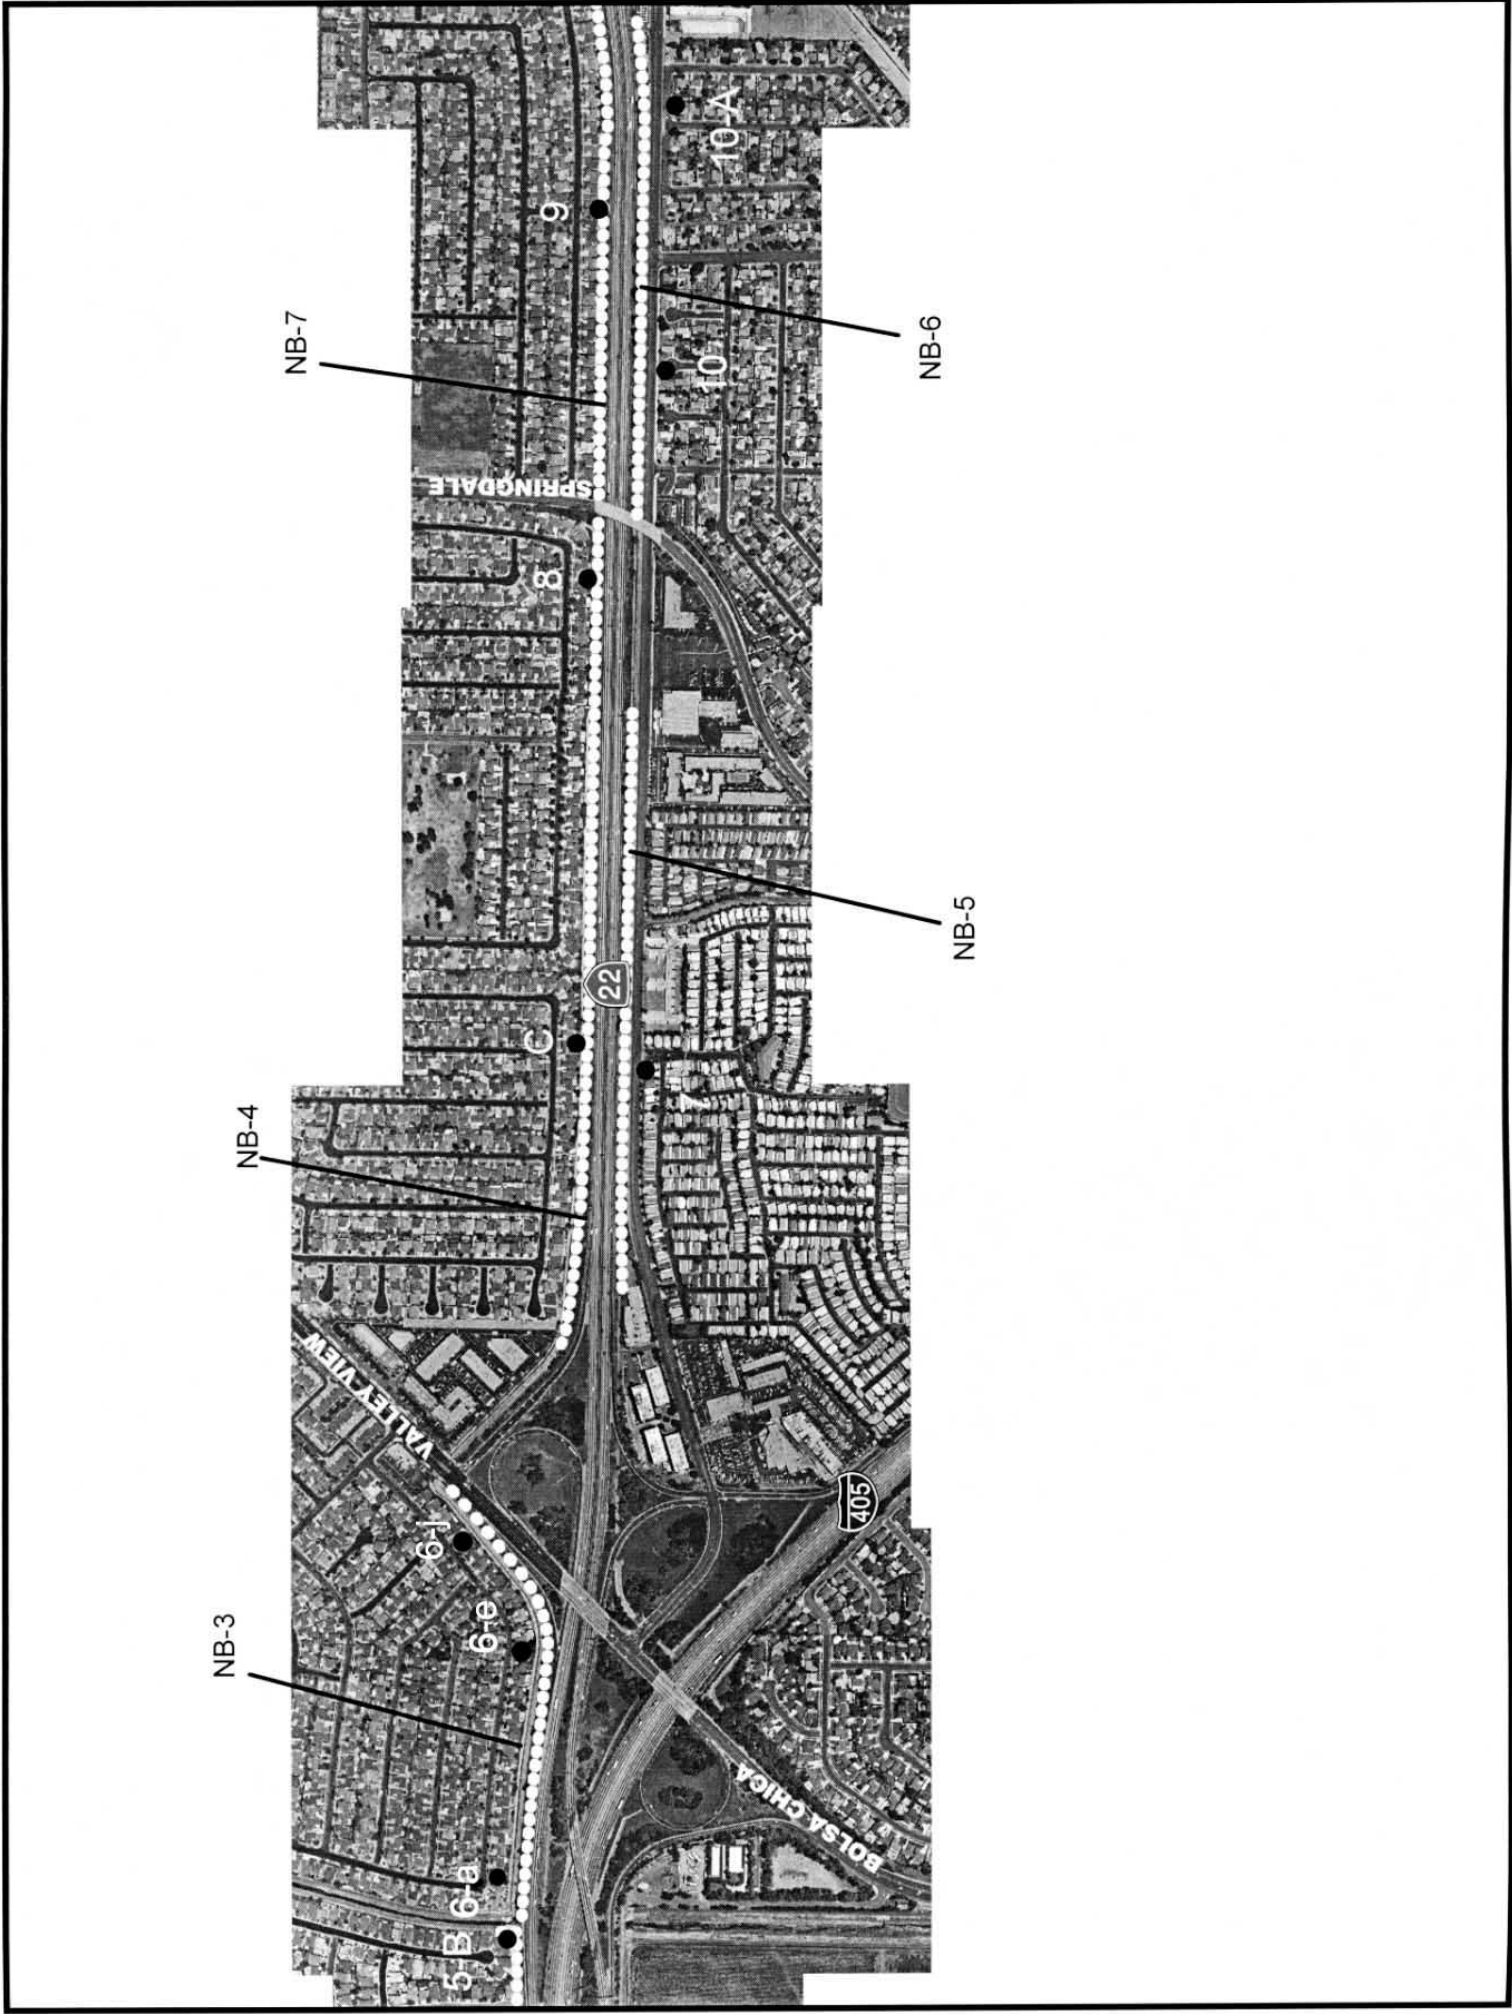 NB-3
NB-4
NB-7
VALLEY VIEW
SPRINGDALE
6-j
5-B
6-a
6-e
C
8
9
22
7
10
10-A
BOLSA CHICA
405
NB-5
NB-6